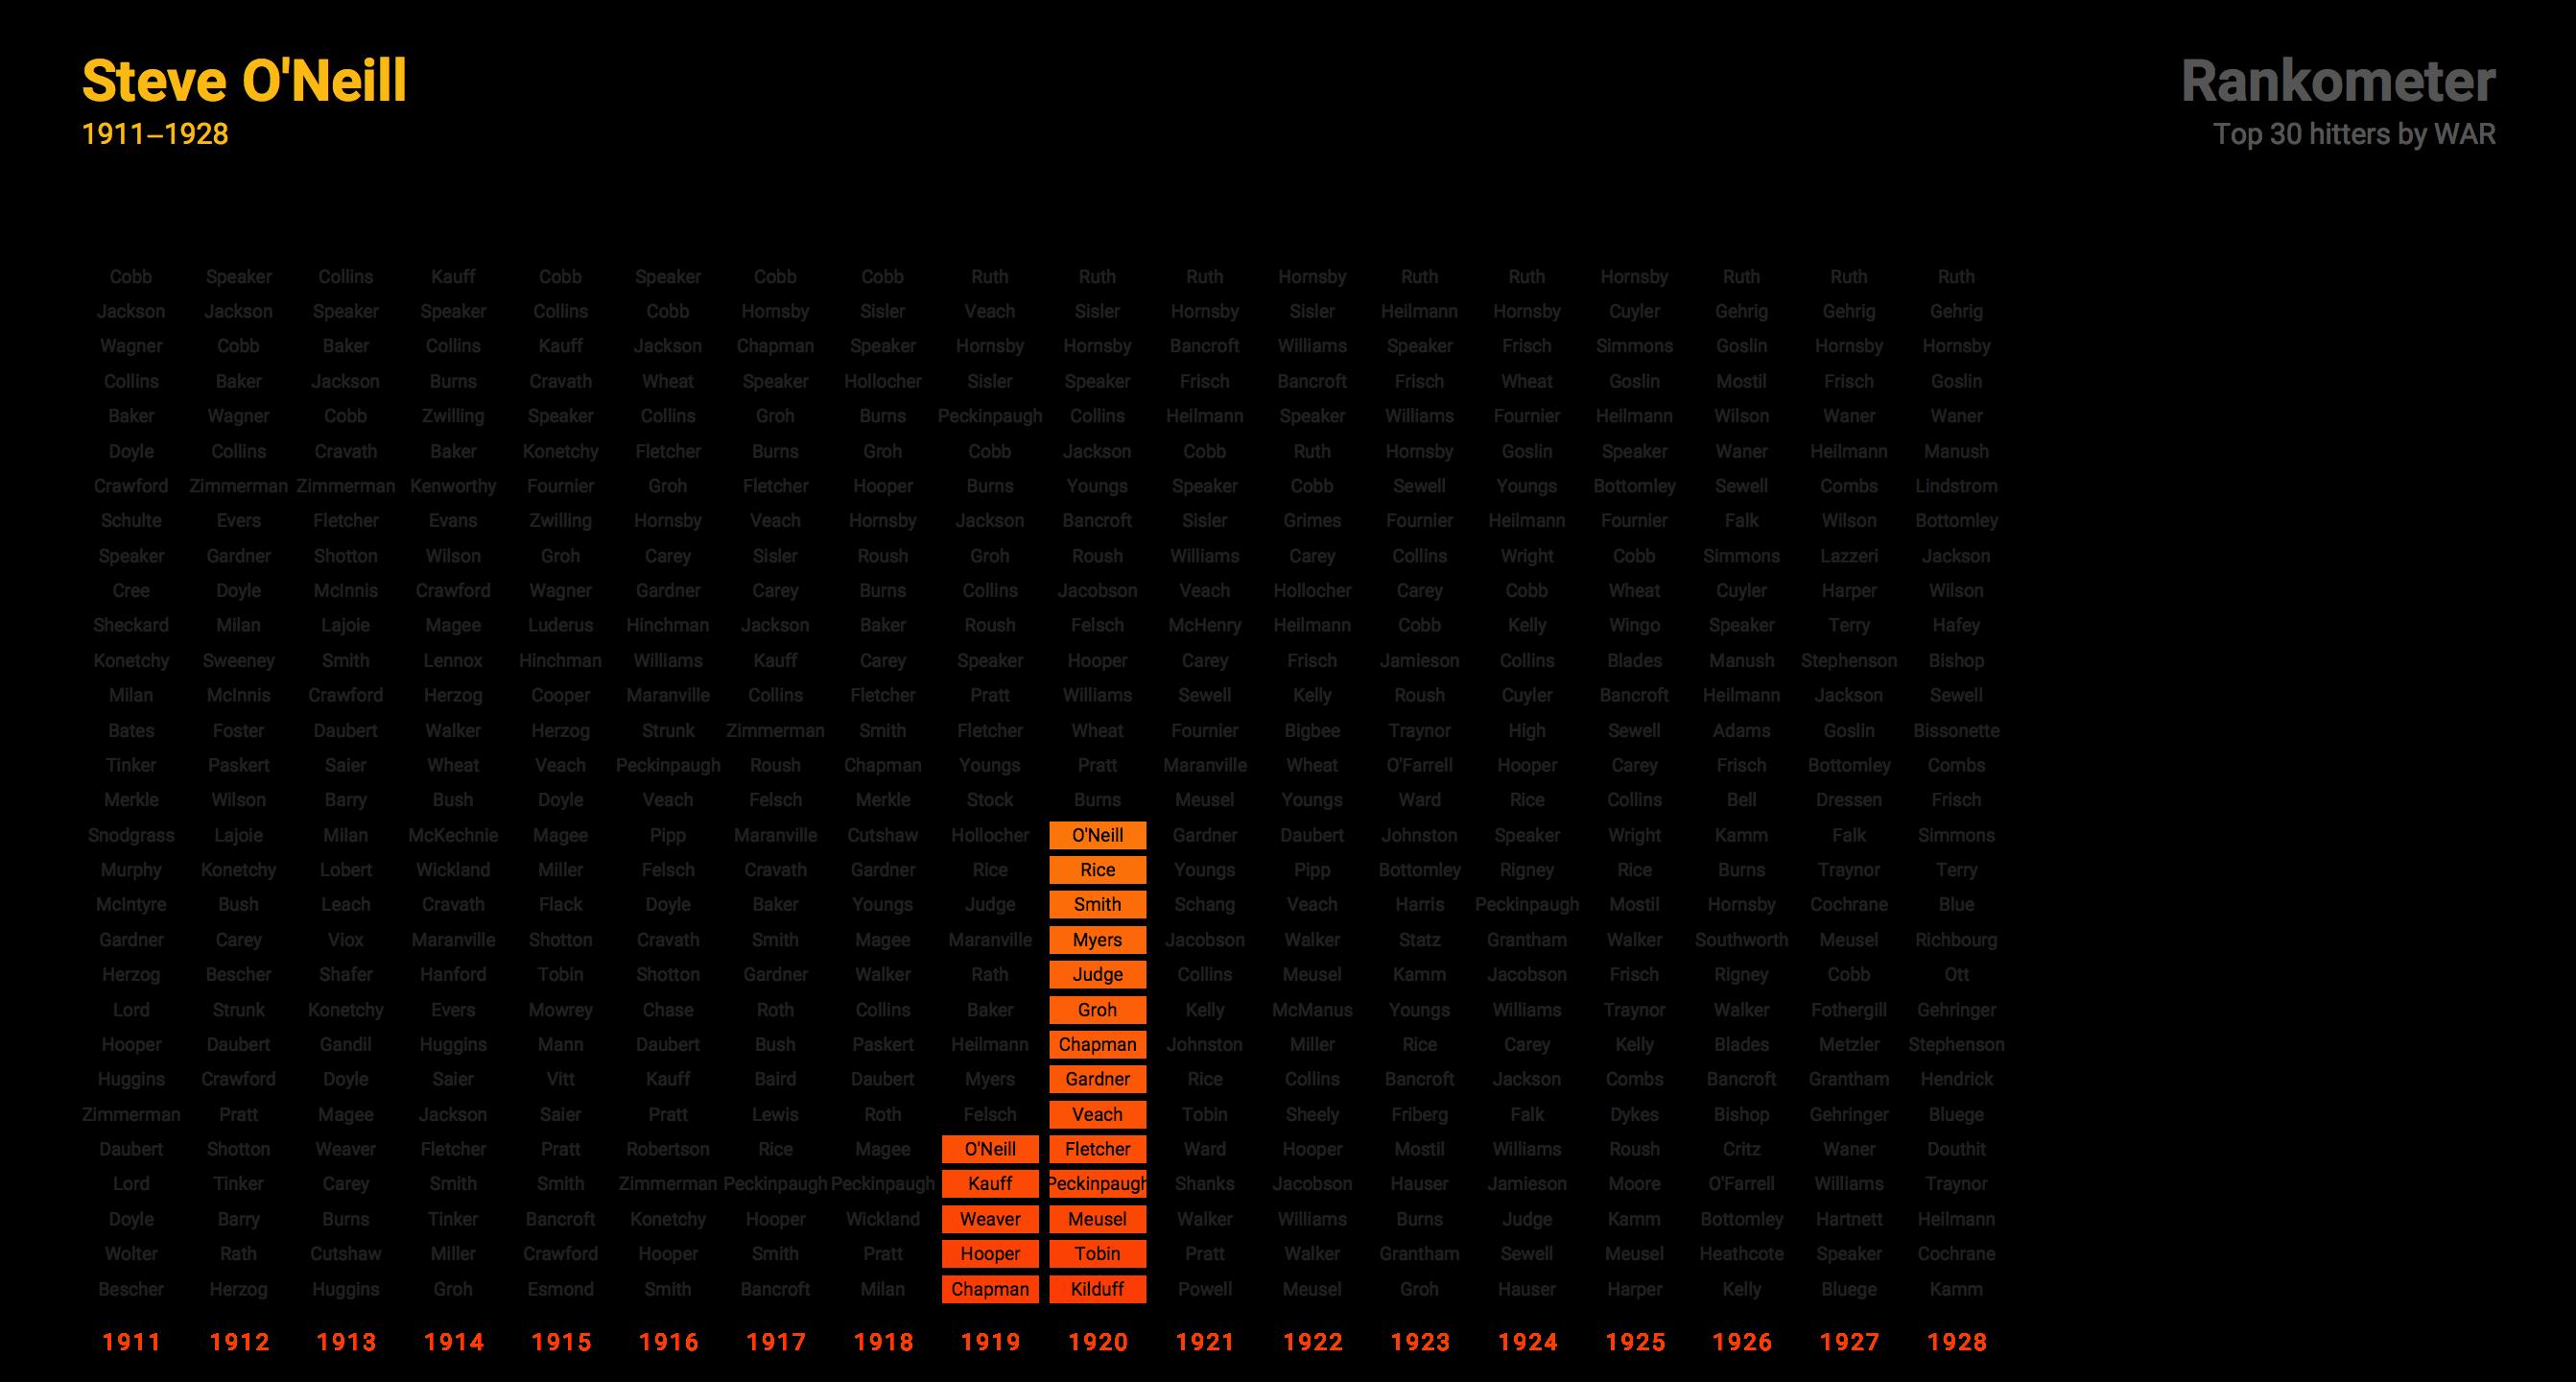 Steve O'Neill Rankometer
1911–1928 Top 30 hitters by WAR
Cobb Speaker Collins Kauff Cobb Speaker Cobb Cobb Ruth Ruth Ruth Hornsby Ruth Ruth Hornsby Ruth Ruth Ruth
Jackson Jackson Speaker Speaker Collins Cobb Hornsby Sisler Veach Sisler Hornsby Sisler Heilmann Hornsby Cuyler Gehrig Gehrig Gehrig
Wagner Cobb Baker Collins Kauff Jackson Chapman Speaker Hornsby Hornsby Bancroft Williams Speaker Frisch Simmons Goslin Hornsby Hornsby
Collins Baker Jackson Burns Cravath Wheat Speaker Hollocher Sisler Speaker Frisch Bancroft Frisch Wheat Goslin Mostil Frisch Goslin
Baker Wagner Cobb Zwilling Speaker Collins Groh Burns Peckinpaugh Collins Heilmann Speaker Williams Fournier Heilmann Wilson Waner Waner
Doyle Collins Cravath Baker Konetchy Fletcher Burns Groh Cobb Jackson Cobb Ruth Hornsby Goslin Speaker Waner Heilmann Manush
Crawford Zimmerman Zimmerman Kenworthy Fournier Groh Fletcher Hooper Burns Youngs Speaker Cobb Sewell Youngs Bottomley Sewell Combs Lindstrom
Schulte Evers Fletcher Evans Zwilling Hornsby Veach Hornsby Jackson Bancroft Sisler Grimes Fournier Heilmann Fournier Falk Wilson Bottomley
Speaker Gardner Shotton Wilson Groh Carey Sisler Roush Groh Roush Williams Carey Collins Wright Cobb Simmons Lazzeri Jackson
Cree Doyle McInnis Crawford Wagner Gardner Carey Burns Collins Jacobson Veach Hollocher Carey Cobb Wheat Cuyler Harper Wilson
Sheckard Milan Lajoie Magee Luderus Hinchman Jackson Baker Roush Felsch McHenry Heilmann Cobb Kelly Wingo Speaker Terry Hafey
Konetchy Sweeney Smith Lennox Hinchman Williams Kauff Carey Speaker Hooper Carey Frisch Jamieson Collins Blades Manush Stephenson Bishop
Milan McInnis Crawford Herzog Cooper Maranville Collins Fletcher Pratt Williams Sewell Kelly Roush Cuyler Bancroft Heilmann Jackson Sewell
Bates Foster Daubert Walker Herzog Strunk Zimmerman Smith Fletcher Wheat Fournier Bigbee Traynor High Sewell Adams Goslin Bissonette
Tinker Paskert Saier Wheat Veach Peckinpaugh Roush Chapman Youngs Pratt Maranville Wheat O'Farrell Hooper Carey Frisch Bottomley Combs
Merkle Wilson Barry Bush Doyle Veach Felsch Merkle Stock Burns Meusel Youngs Ward Rice Collins Bell Dressen Frisch
Snodgrass Lajoie Milan McKechnie Magee Pipp Maranville Cutshaw Hollocher O'Neill Gardner Daubert Johnston Speaker Wright Kamm Falk Simmons
Murphy Konetchy Lobert Wickland Miller Felsch Cravath Gardner Rice Rice Youngs Pipp Bottomley Rigney Rice Burns Traynor Terry
McIntyre Bush Leach Cravath Flack Doyle Baker Youngs Judge Smith Schang Veach Harris Peckinpaugh Mostil Hornsby Cochrane Blue
Gardner Carey Viox Maranville Shotton Cravath Smith Magee Maranville Myers Jacobson Walker Statz Grantham Walker Southworth Meusel Richbourg
Herzog Bescher Shafer Hanford Tobin Shotton Gardner Walker Rath Judge Collins Meusel Kamm Jacobson Frisch Rigney Cobb Ott
Lord Strunk Konetchy Evers Mowrey Chase Roth Collins Baker Groh Kelly McManus Youngs Williams Traynor Walker Fothergill Gehringer
Hooper Daubert Gandil Huggins Mann Daubert Bush Paskert Heilmann Chapman Johnston Miller Rice Carey Kelly Blades Metzler Stephenson
Huggins Crawford Doyle Saier Vitt Kauff Baird Daubert Myers Gardner Rice Collins Bancroft Jackson Combs Bancroft Grantham Hendrick
Zimmerman Pratt Magee Jackson Saier Pratt Lewis Roth Felsch Veach Tobin Sheely Friberg Falk Dykes Bishop Gehringer Bluege
Daubert Shotton Weaver Fletcher Pratt Robertson Rice Magee O'Neill Fletcher Ward Hooper Mostil Williams Roush Critz Waner Douthit
Lord Tinker Carey Smith Smith Zimmerman Peckinpaugh Peckinpaugh Kauff Peckinpaugh Shanks Jacobson Hauser Jamieson Moore O'Farrell Williams Traynor
Doyle Barry Burns Tinker Bancroft Konetchy Hooper Wickland Weaver Meusel Walker Williams Burns Judge Kamm Bottomley Hartnett Heilmann
Wolter Rath Cutshaw Miller Crawford Hooper Smith Pratt Hooper Tobin Pratt Walker Grantham Sewell Meusel Heathcote Speaker Cochrane
Bescher Herzog Huggins Groh Esmond Smith Bancroft Milan Chapman Kilduff Powell Meusel Groh Hauser Harper Kelly Bluege Kamm
1911 1912 1913 1914 1915 1916 1917 1918 1919 1920 1921 1922 1923 1924 1925 1926 1927 1928